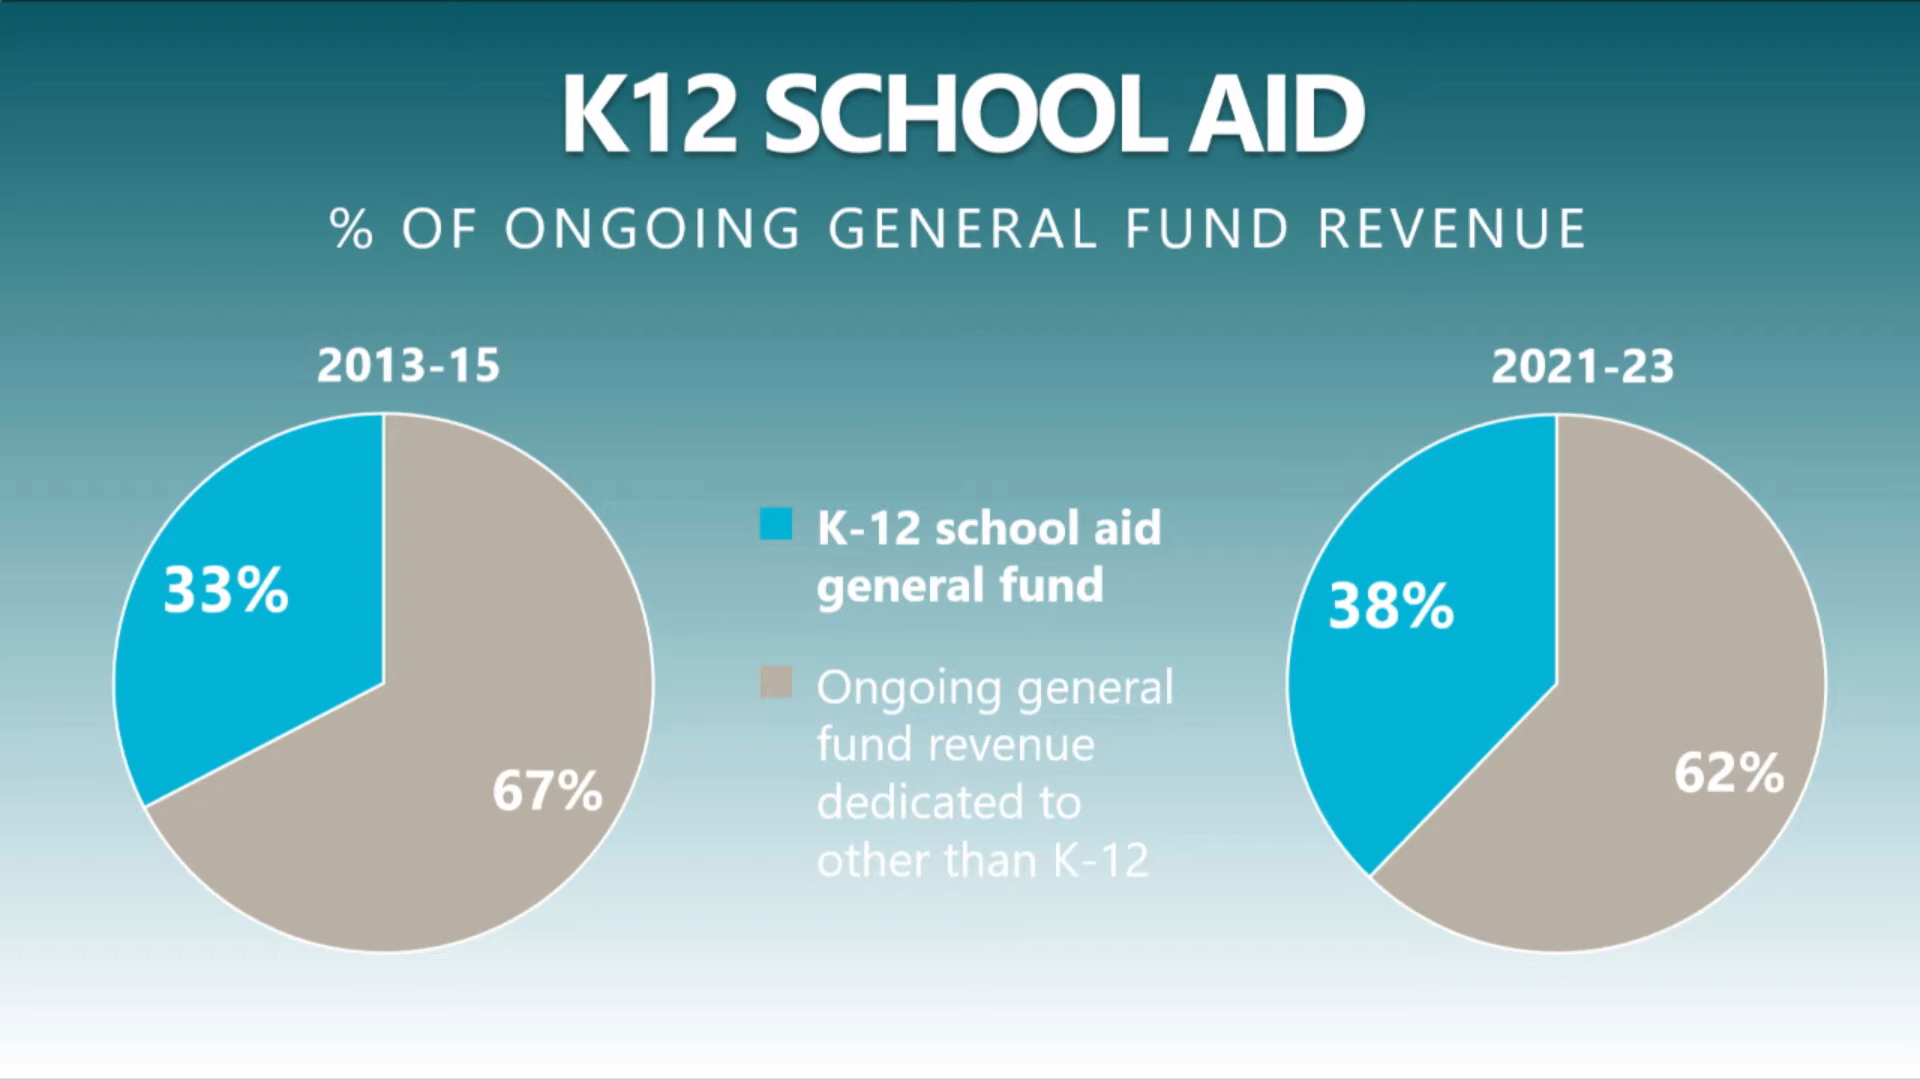 K12 SCHOOL AID
% OF ONGOING GENERAL FUND REVENUE
2013-15
33%
67%
K-12 school aid
general fund
Ongoing general
fund revenue
dedicated to
other than K-12
2021-23
38%
62%